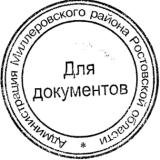 Администрация Миллеровского района Ростовской области *
Для
документов